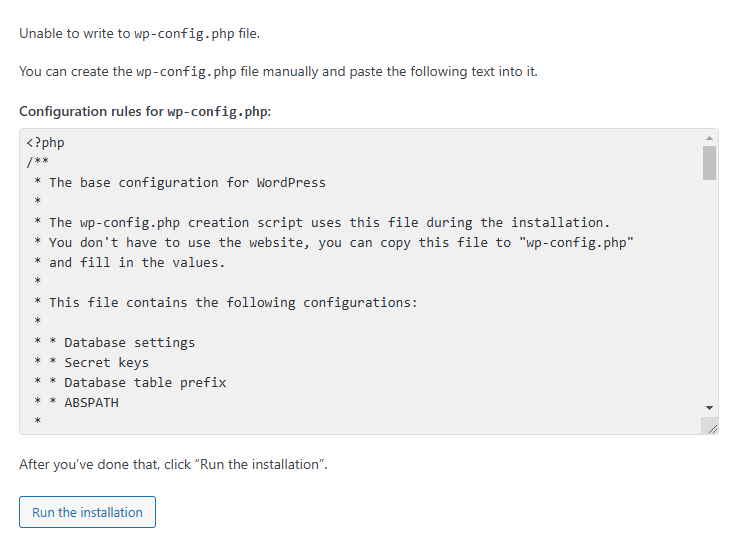 Unable to write to wp-config.php file.
You can create the wp-config.php file manually and paste the following text into it.
Configuration rules for wp-config.php:
<?php
/**
 * The base configuration for WordPress
 *
 * The wp-config.php creation script uses this file during the installation.
 * You don't have to use the website, you can copy this file to "wp-config.php"
 * and fill in the values.
 *
 * This file contains the following configurations:
 *
 * * Database settings
 * * Secret keys
 * * Database table prefix
 * * ABSPATH
 *
After you’ve done that, click “Run the installation”.
Run the installation